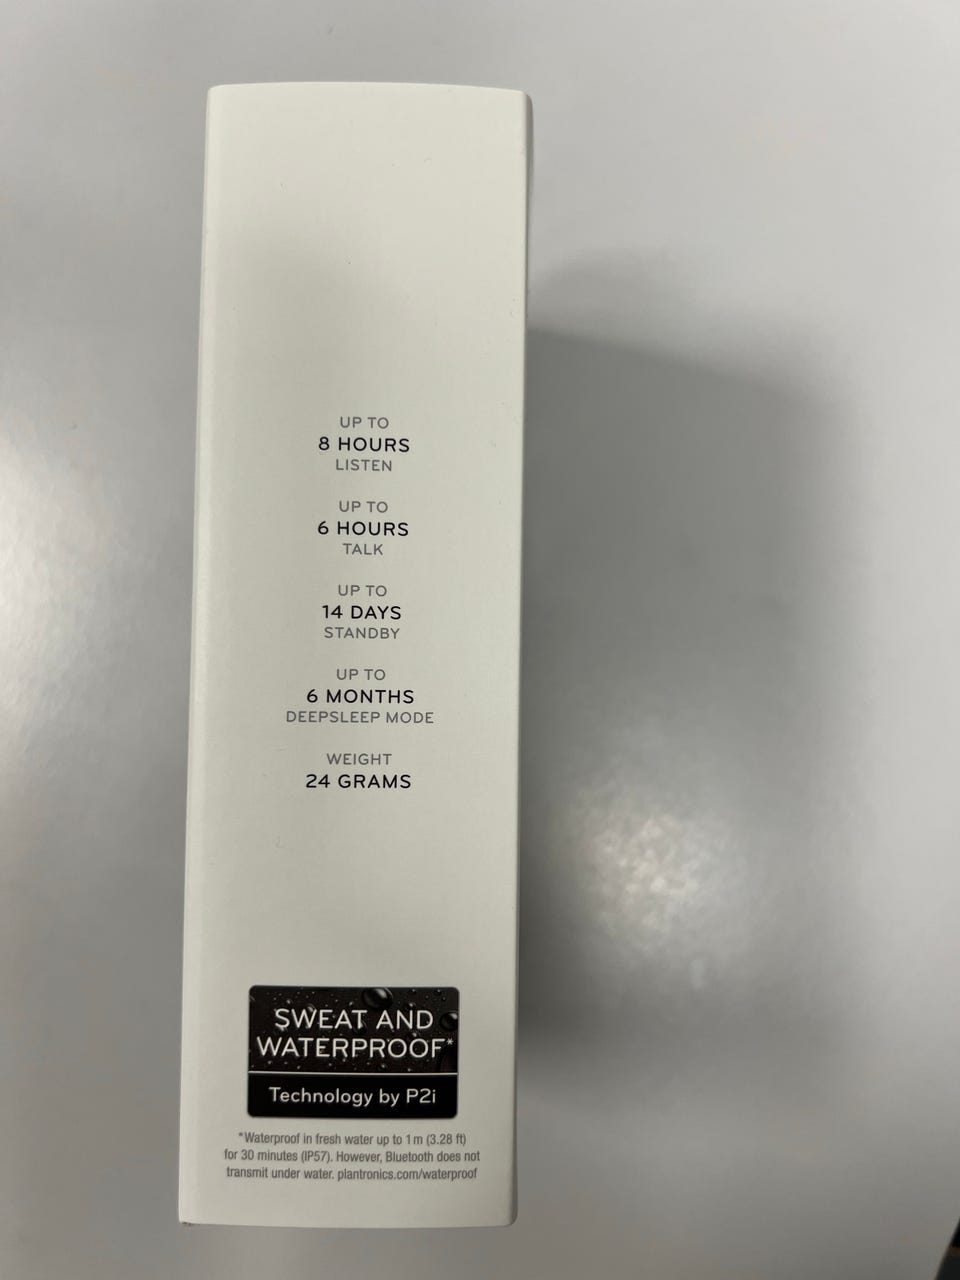 UP TO
8 HOURS
LISTEN
UP TO
6 HOURS
TALK
UP TO
14 DAYS
STANDBY
UP TO
6 MONTHS
DEEPSLEEP MODE
WEIGHT
24 GRAMS
SWEAT AND
WATERPROOF*
Technology by P2i
*Waterproof in fresh water up to 1 m (3.28 ft)
for 30 minutes (IP57). However, Bluetooth does not
transmit under water. plantronics.com/waterproof